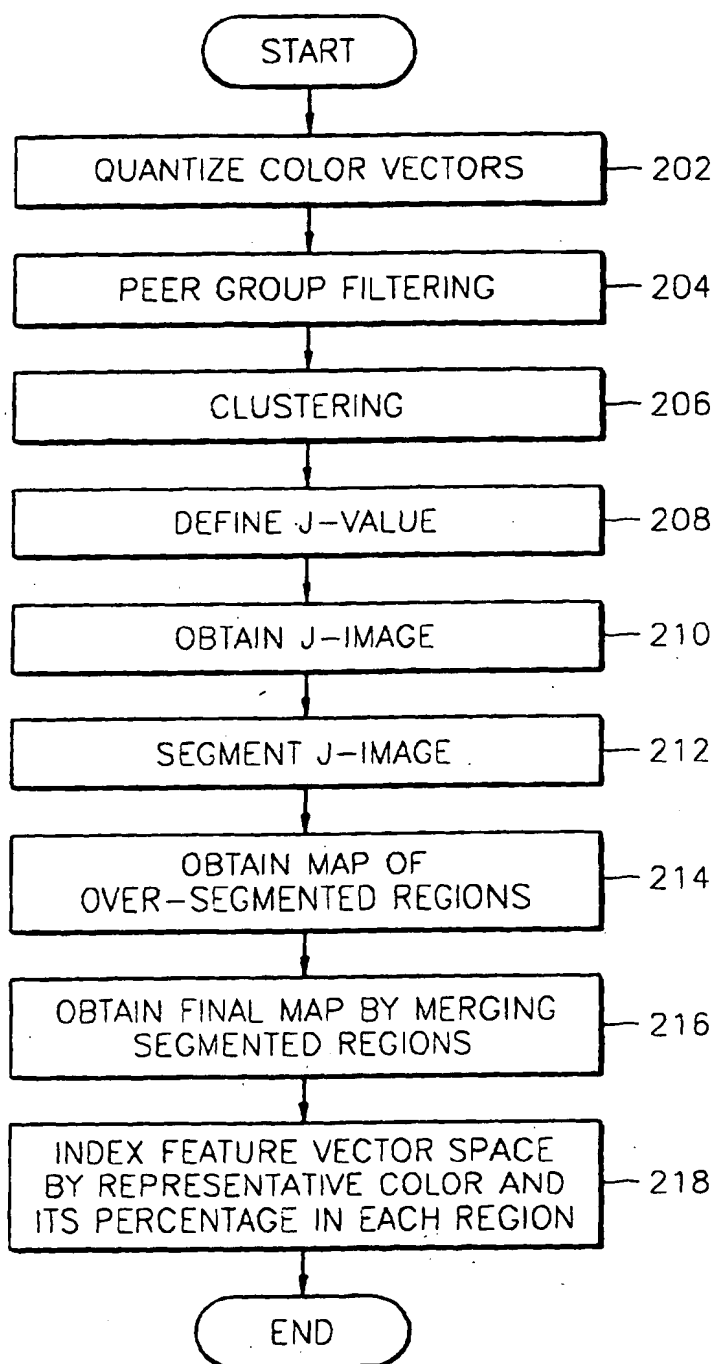 START
QUANTIZE COLOR VECTORS 202
PEER GROUP FILTERING 204
CLUSTERING 206
DEFINE J-VALUE 208
OBTAIN J-IMAGE 210
SEGMENT J-IMAGE 212
OBTAIN MAP OF
OVER-SEGMENTED REGIONS 214
OBTAIN FINAL MAP BY MERGING
SEGMENTED REGIONS 216
INDEX FEATURE VECTOR SPACE
BY REPRESENTATIVE COLOR AND 218
ITS PERCENTAGE IN EACH REGION
END